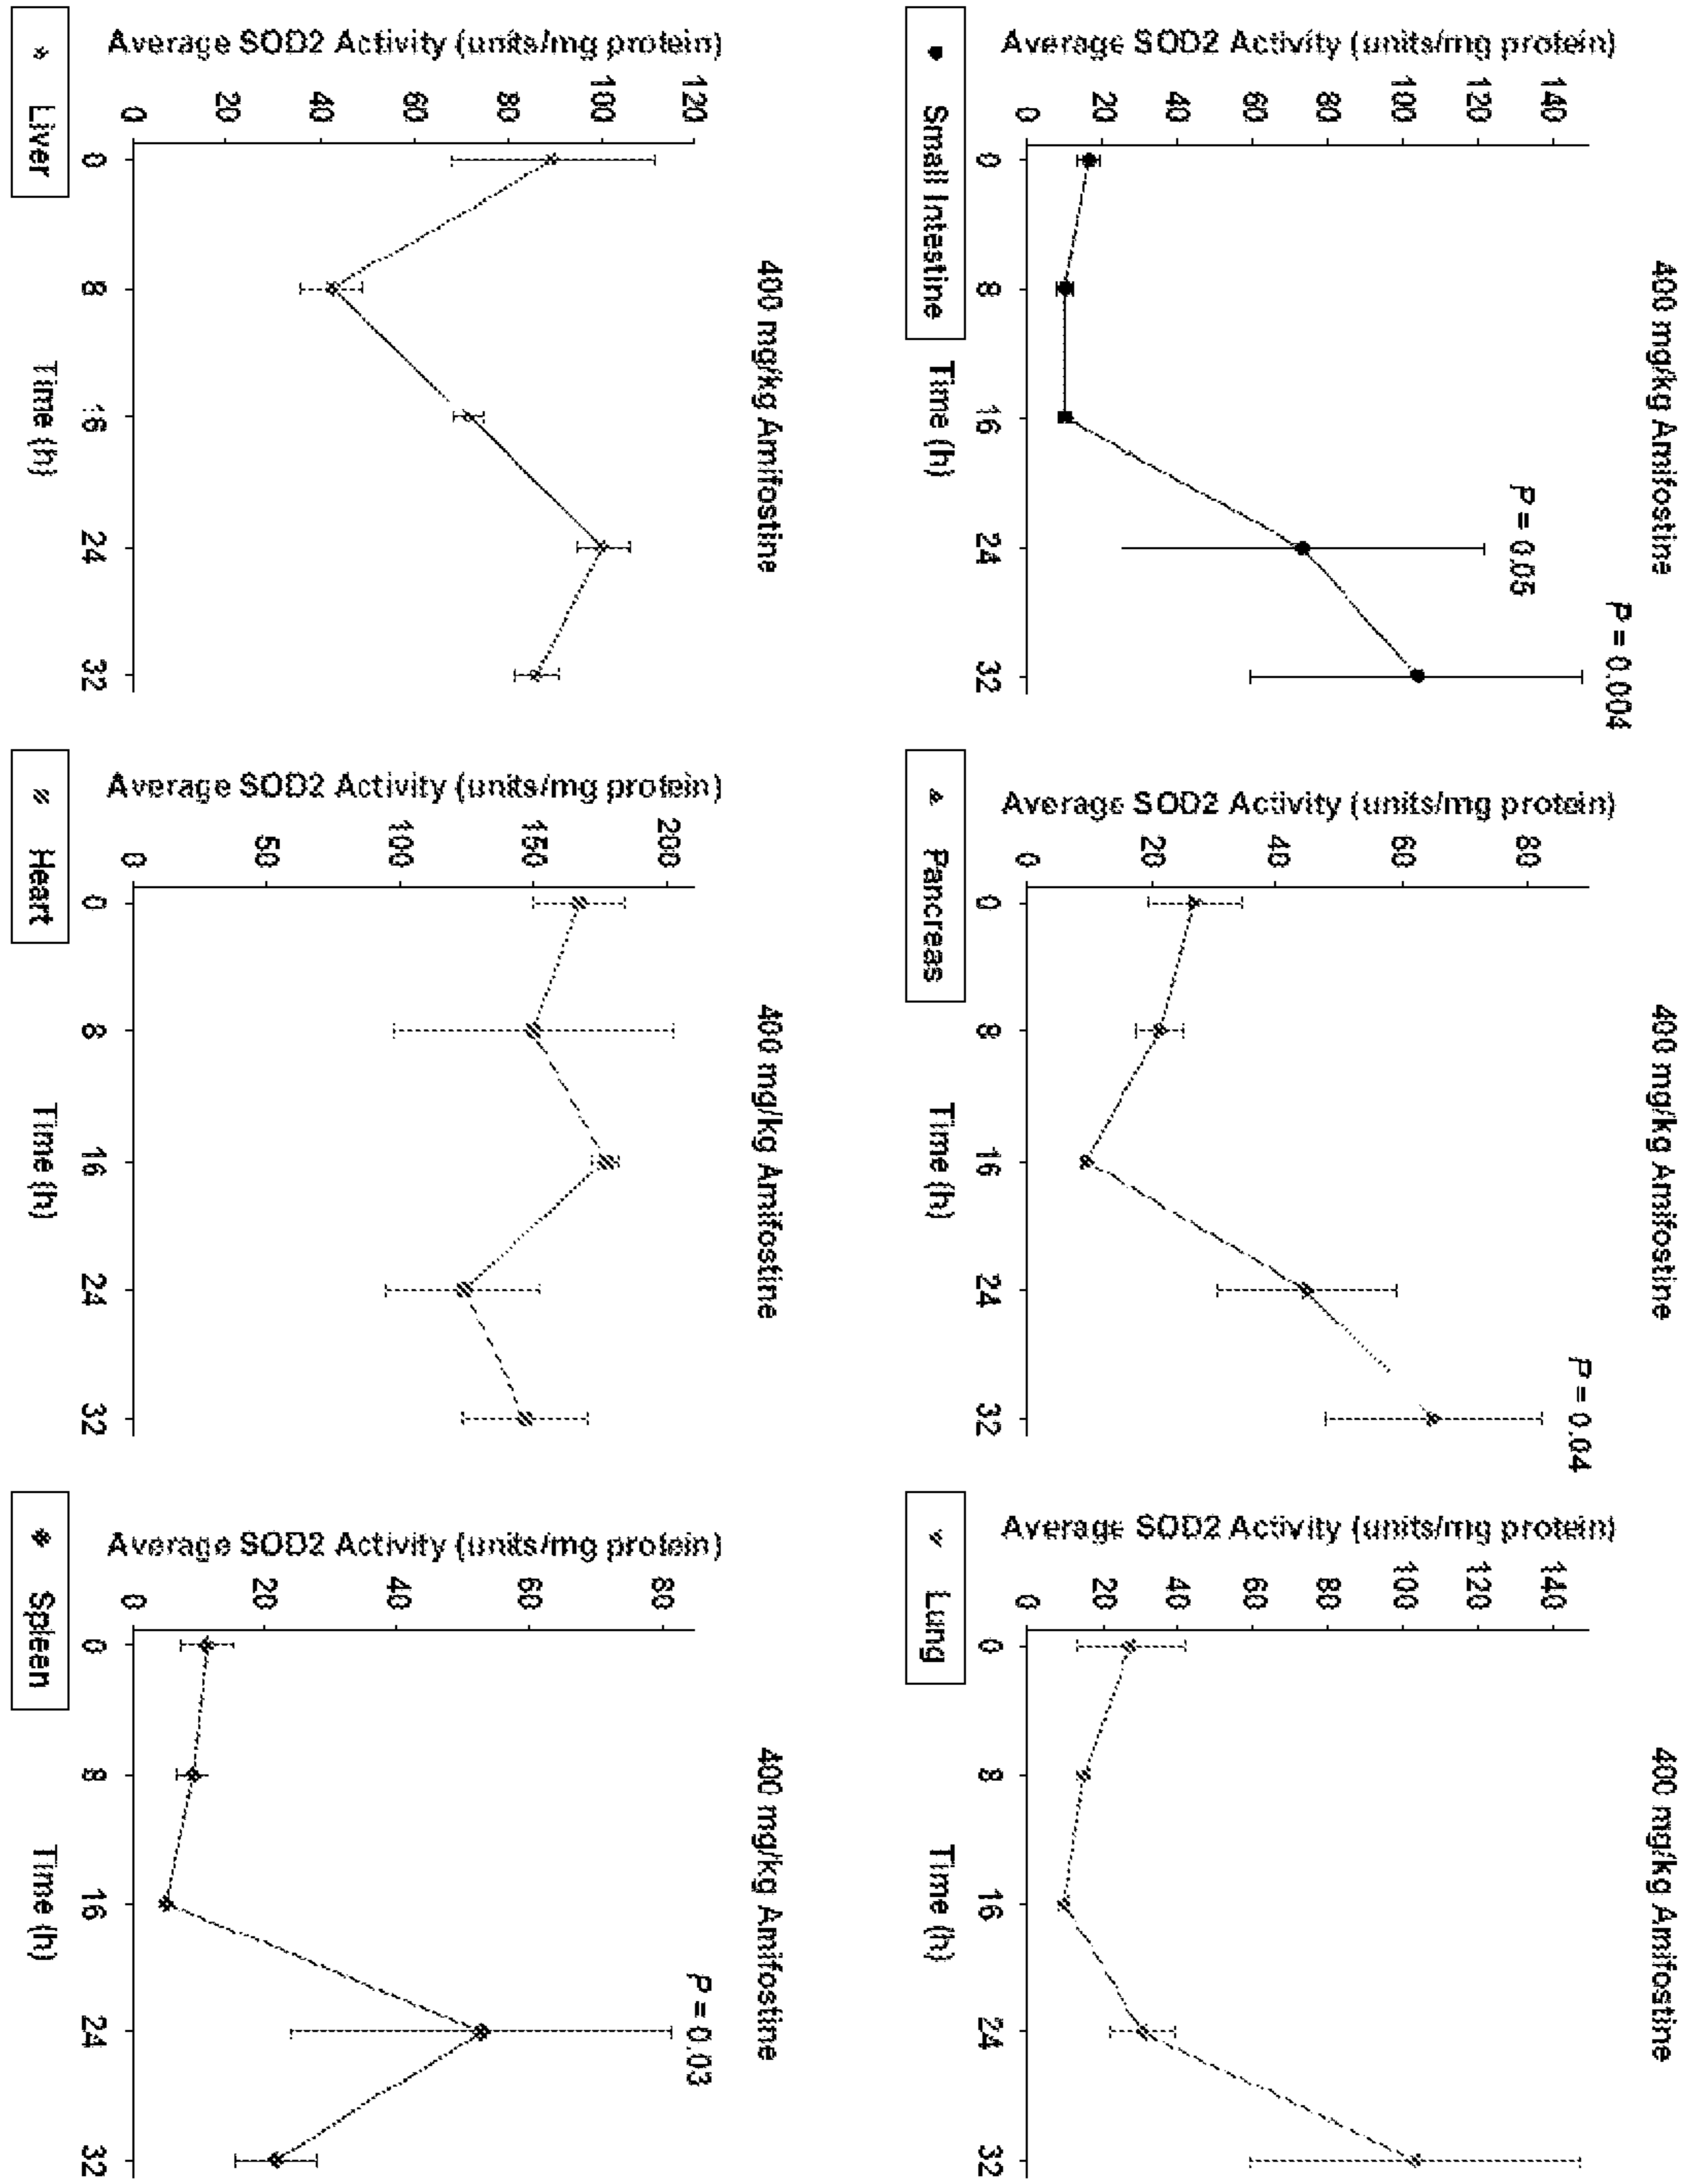 400 mg/kg Amifostine
Average SOD2 Activity (units/mg protein)
140
120
100
80
60
40
20
0
P = 0.05
P = 0.004
0 8 16 24 32
Small Intestine
Time (h)
400 mg/kg Amifostine
Average SOD2 Activity (units/mg protein)
80
60
40
20
0
P = 0.04
0 8 16 24 32
Pancreas
Time (h)
400 mg/kg Amifostine
Average SOD2 Activity (units/mg protein)
140
120
100
80
60
40
20
0
0 8 16 24 32
Lung
Time (h)
400 mg/kg Amifostine
Average SOD2 Activity (units/mg protein)
120
100
80
60
40
20
0
0 8 16 24 32
Liver
Time (h)
400 mg/kg Amifostine
Average SOD2 Activity (units/mg protein)
200
150
100
50
0
0 8 16 24 32
Heart
Time (h)
400 mg/kg Amifostine
Average SOD2 Activity (units/mg protein)
80
60
40
20
0
P = 0.03
0 8 16 24 32
Spleen
Time (h)